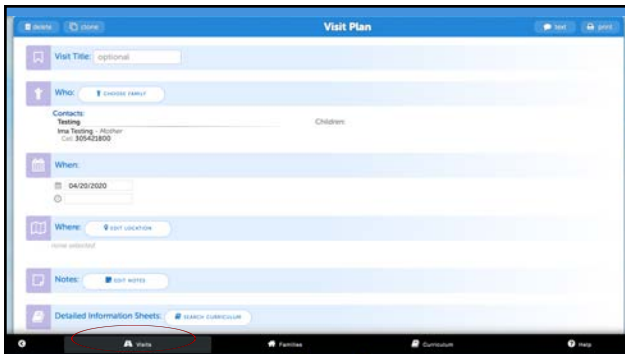 delete clone Visit Plan text print
Visit Title: optional
Who: CHOOSE FAMILY
Contacts: Children:
Testing
Ima Testing - Mother
Cell: 305421800
When:
04/20/2020
Where: EDIT LOCATION
none selected
Notes: EDIT NOTES
Detailed Information Sheets: SEARCH CURRICULUM
Visits Families Curriculum Help